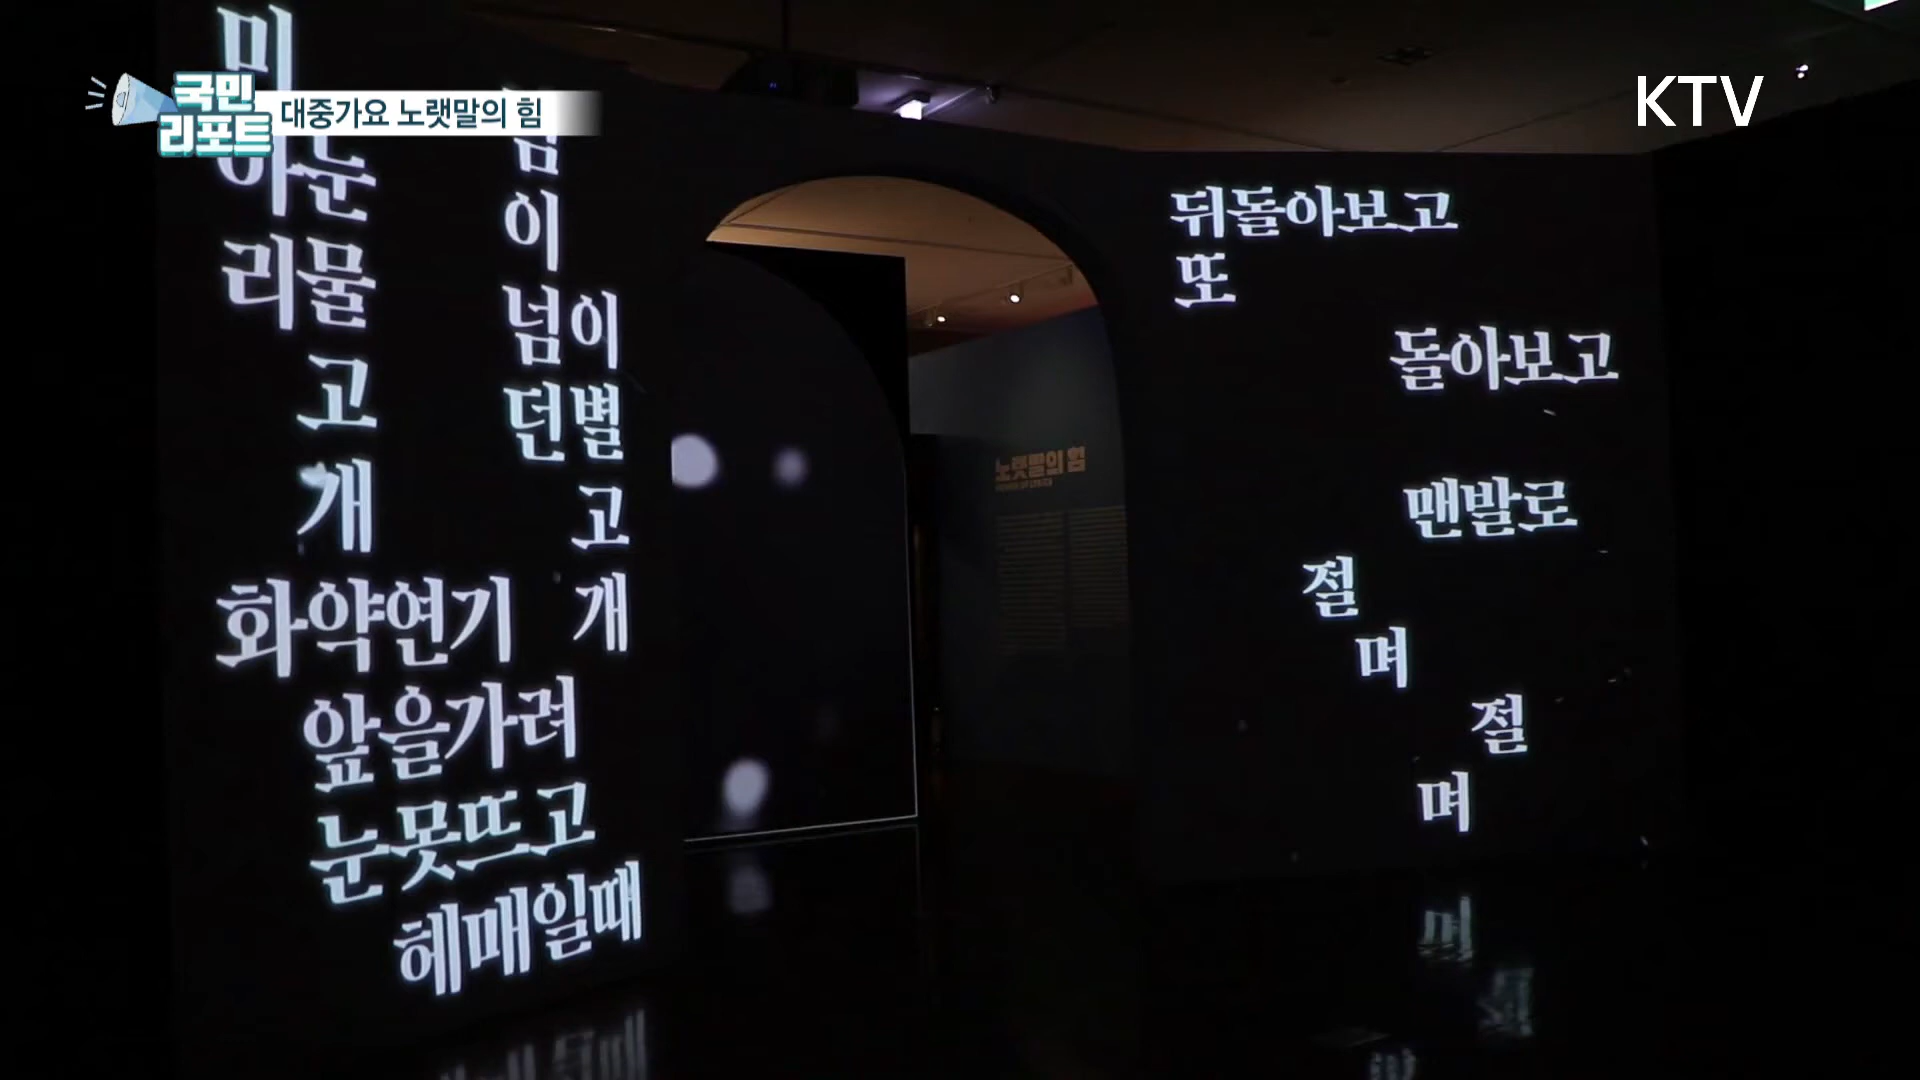 국민
리포트
대중가요 노랫말의 힘
KTV
미아리
눈물고개
님이 넘던
이별고개
화약연기
앞을가려
눈못뜨고
헤매일때
뒤돌아보고
또
돌아보고
맨발로
절
며
절
며
노랫말의 힘